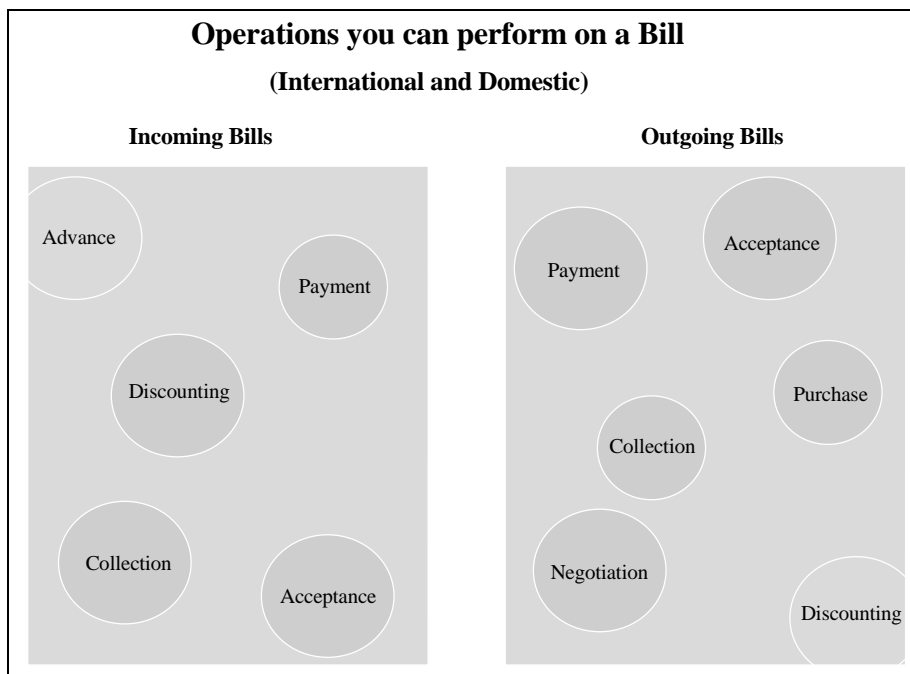 Operations you can perform on a Bill
(International and Domestic)
Incoming Bills
Advance
Payment
Discounting
Collection
Acceptance
Outgoing Bills
Payment
Acceptance
Purchase
Collection
Negotiation
Discounting